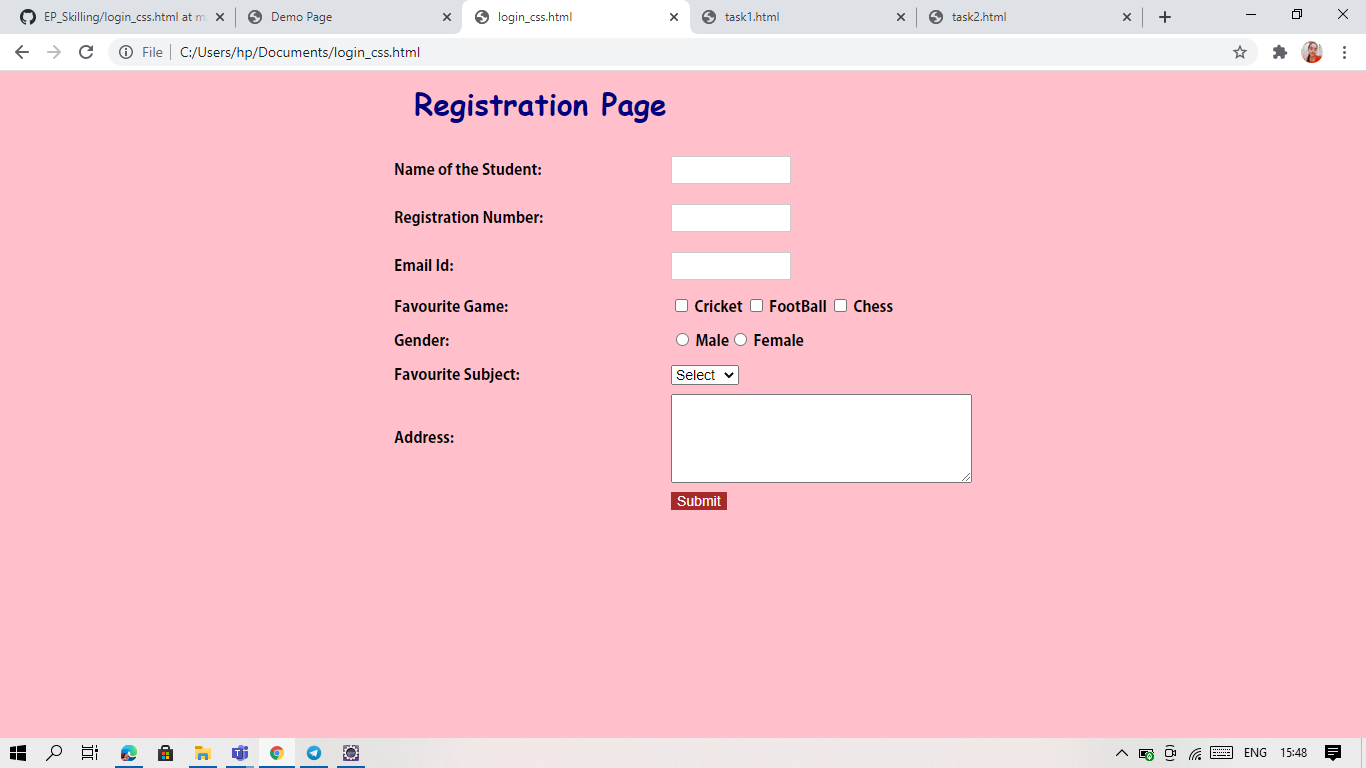 EP_Skilling/login_css.html at m
Demo Page
login_css.html
task1.html
task2.html
File
C:/Users/hp/Documents/login_css.html
Registration Page
Name of the Student:
Registration Number:
Email Id:
Favourite Game: Cricket FootBall Chess
Gender: Male Female
Favourite Subject: Select
Address:
Submit
ENG 15:48